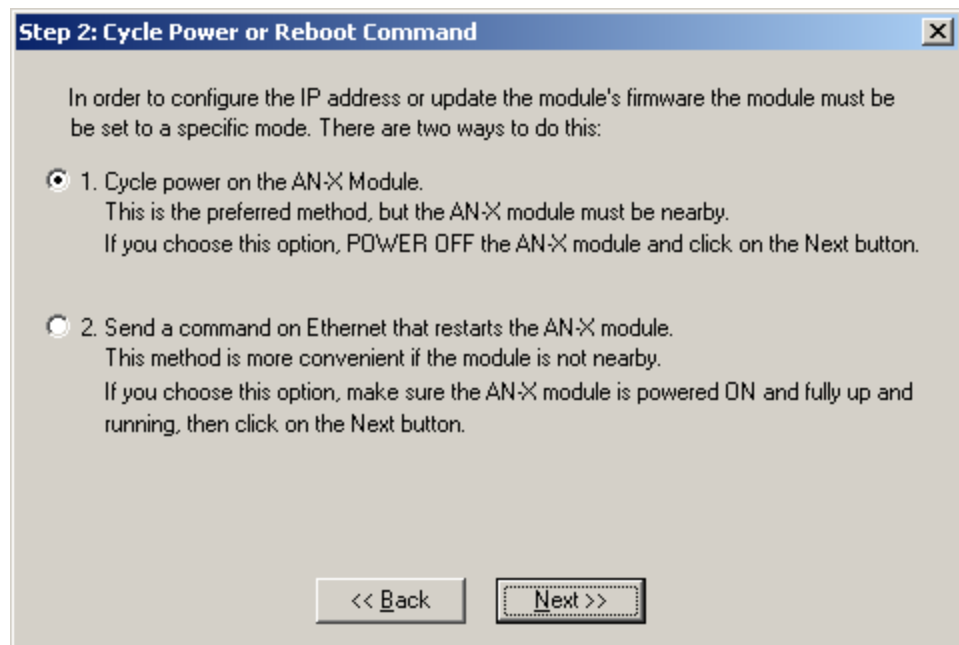 Step 2: Cycle Power or Reboot Command
In order to configure the IP address or update the module's firmware the module must be
be set to a specific mode. There are two ways to do this:
1. Cycle power on the AN-X Module.
This is the preferred method, but the AN-X module must be nearby.
If you choose this option, POWER OFF the AN-X module and click on the Next button.
2. Send a command on Ethernet that restarts the AN-X module.
This method is more convenient if the module is not nearby.
If you choose this option, make sure the AN-X module is powered ON and fully up and
running, then click on the Next button.
<< Back
Next >>